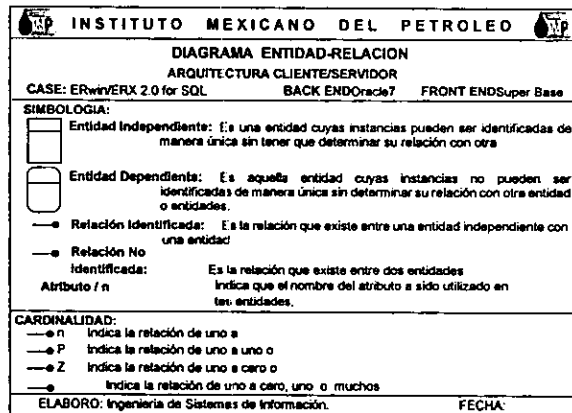 INSTITUTO MEXICANO DEL PETROLEO
DIAGRAMA ENTIDAD-RELACION
ARQUITECTURA CLIENTE/SERVIDOR
CASE: ERwin/ERX 2.0 for SQL BACK ENDOracle7 FRONT ENDSuper Base
SIMBOLOGIA:
Entidad Independiente: Es una entidad cuyas instancias pueden ser identificadas de
manera única sin tener que determinar su relación con otra
Entidad Dependiente: Es aquella entidad cuyas instancias no pueden ser
identificadas de manera única sin determinar su relación con otra entidad
o entidades.
Relación Identificada: Es la relación que existe entre una entidad independiente con
una entidad
Relación No
Identificada: Es la relación que existe entre dos entidades
Atributo / n Indica que el nombre del atributo a sido utilizado en
entidades.
CARDINALIDAD:
n Indica la relación de uno a
P Indica la relación de uno a uno o
Z Indica la relación de uno a cero o
Indica la relación de uno a cero, uno o muchos
ELABORO: Ingeniería de Sistemas de Información. FECHA: